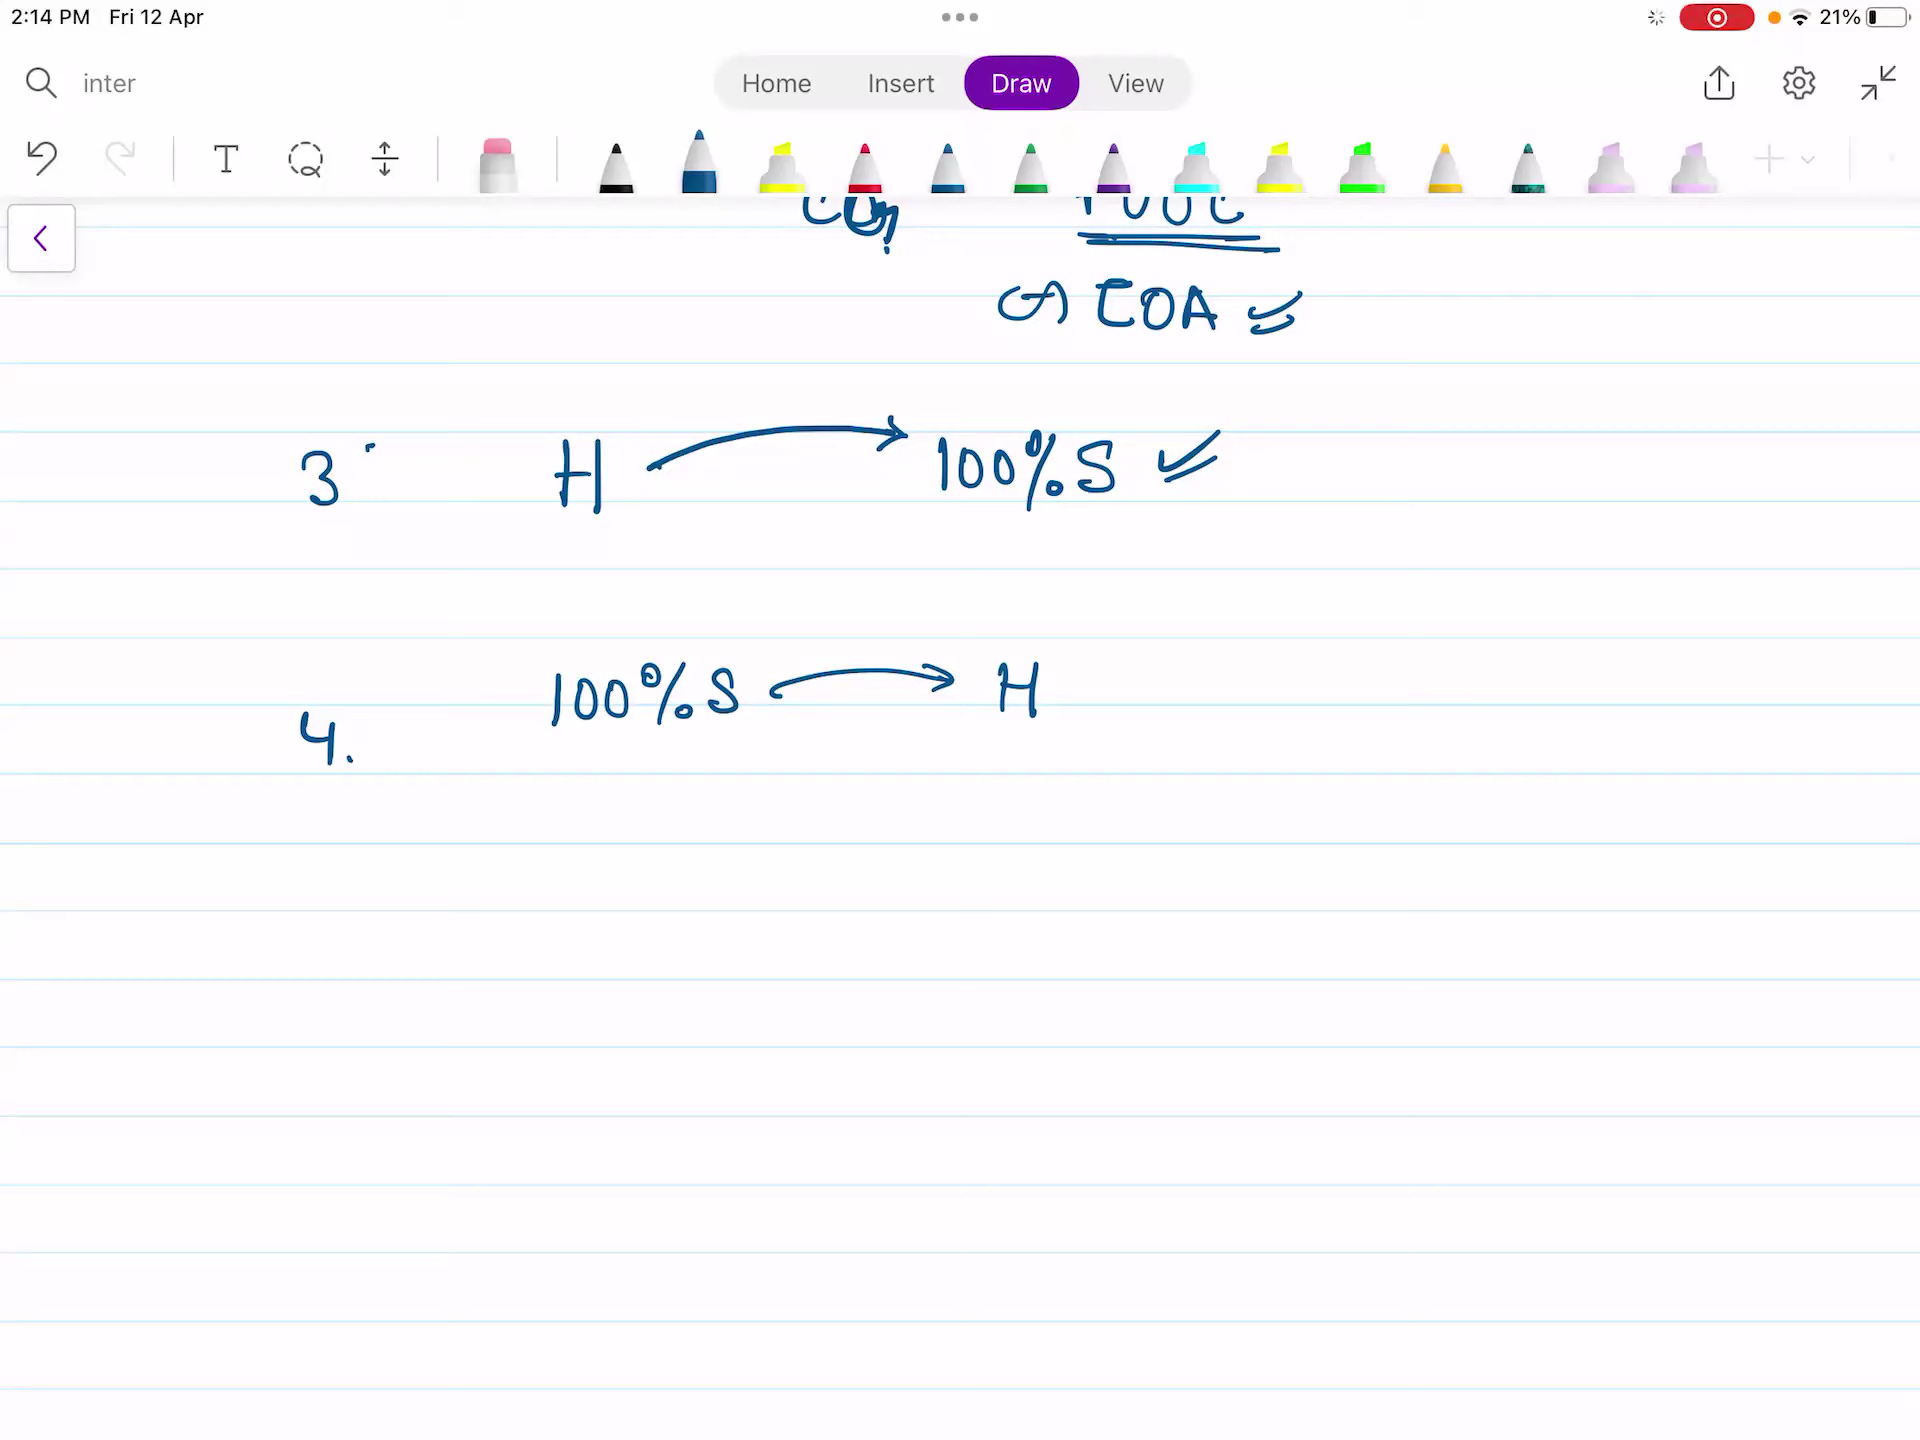 2:14 PM Fri 12 Apr 21%
inter Home Insert Draw View
T
COA
3. H → 100% S
100% S → H
4.